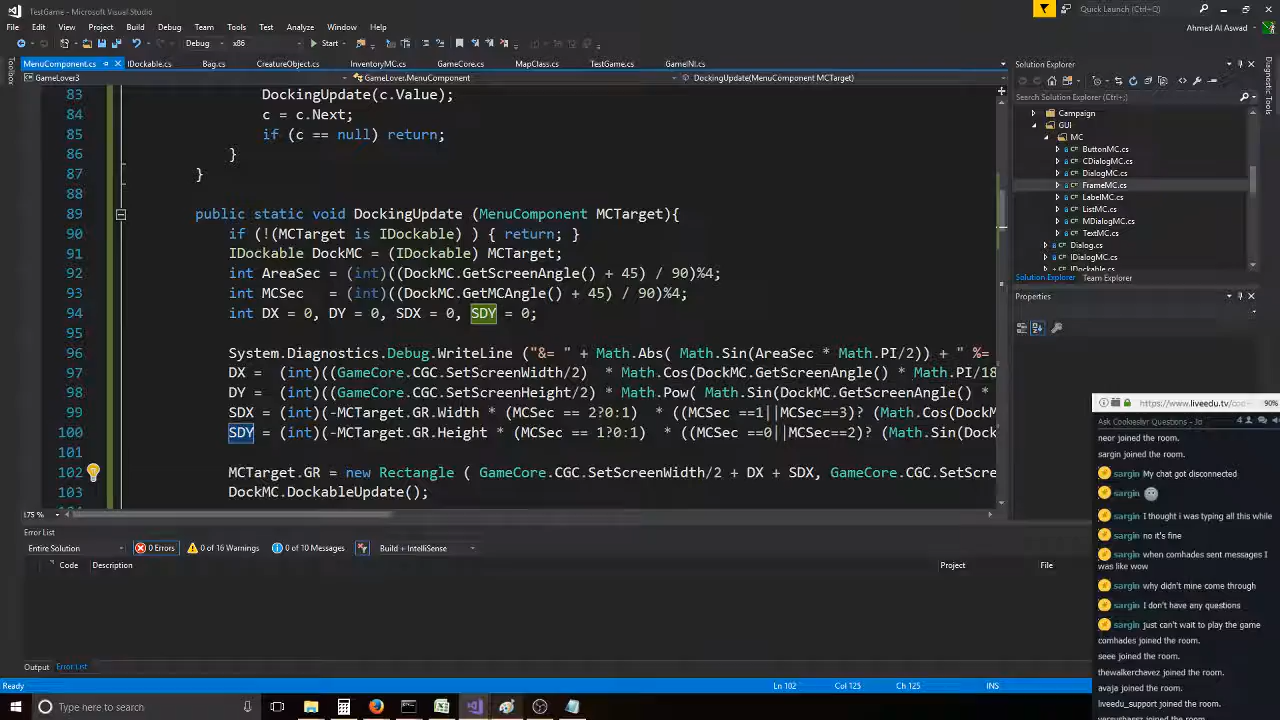 TestGame - Microsoft Visual Studio
Quick Launch (Ctrl+Q)
File Edit View Project Build Debug Team Tools Analyze Window Help
Ahmed Al Aswad
Debug x86 Start
MenuComponent.cs IDockable.cs Bag.cs CreatureObject.cs InventoryMC.cs GameCore.cs MapClass.cs TestGame.cs GameINI.cs
GameLover3 GameLover.MenuComponent DockingUpdate(MenuComponent MCTarget)
83 DockingUpdate(c.Value);
84 c = c.Next;
85 if (c == null) return;
86 }
87 }
88
89 public static void DockingUpdate (MenuComponent MCTarget){
90 if (!(MCTarget is IDockable) ) { return; }
91 IDockable DockMC = (IDockable) MCTarget;
92 int AreaSec = (int)((DockMC.GetScreenAngle() + 45) / 90)%4;
93 int MCSec   = (int)((DockMC.GetMCAngle() + 45) / 90)%4;
94 int DX = 0, DY = 0, SDX = 0, SDY = 0;
95
96 System.Diagnostics.Debug.WriteLine ("&= " + Math.Abs( Math.Sin(AreaSec * Math.PI/2)) + " %=
97 DX =  (int)((GameCore.CGC.SetScreenWidth/2)  * Math.Cos(DockMC.GetScreenAngle() * Math.PI/18
98 DY =  (int)((GameCore.CGC.SetScreenHeight/2) * Math.Pow( Math.Sin(DockMC.GetScreenAngle() *
99 SDX = (int)(-MCTarget.GR.Width * (MCSec == 2?0:1)  * ((MCSec ==1||MCSec==3)? (Math.Cos(DockM
100 SDY = (int)(-MCTarget.GR.Height * (MCSec == 1?0:1)  * ((MCSec ==0||MCSec==2)? (Math.Sin(Dock
101
102 MCTarget.GR = new Rectangle ( GameCore.CGC.SetScreenWidth/2 + DX + SDX, GameCore.CGC.SetScre
103 DockMC.DockableUpdate();
175 %
Error List
Entire Solution 0 Errors 0 of 16 Warnings 0 of 10 Messages Build + IntelliSense
Code Description Project File
Output Error List
Ready Ln 102 Col 125 Ch 125 INS
Type here to search
Toolbox
Diagnostic Tools
Solution Explorer
Search Solution Explorer (Ctrl+;)
Campaign
GUI
MC
ButtonMC.cs
CDialogMC.cs
DialogMC.cs
FrameMC.cs
LabelMC.cs
ListMC.cs
MDialogMC.cs
TextMC.cs
Dialog.cs
IDialogMC.cs
IDockable.cs
Solution Explorer Team Explorer
Properties
https://www.liveedu.tv/coo 90%
Ask Cookieslyr Questions - Jo 4
neor joined the room.
sargin joined the room.
sargin My chat got disconnected
sargin
sargin I thought i was typing all this while
sargin no it's fine
sargin when comhades sent messages I
was like wow
sargin why didn't mine come through
sargin I don't have any questions
sargin just can't wait to play the game
comhades joined the room.
seee joined the room.
thewalkerchavez joined the room.
avaja joined the room.
liveedu_support joined the room.